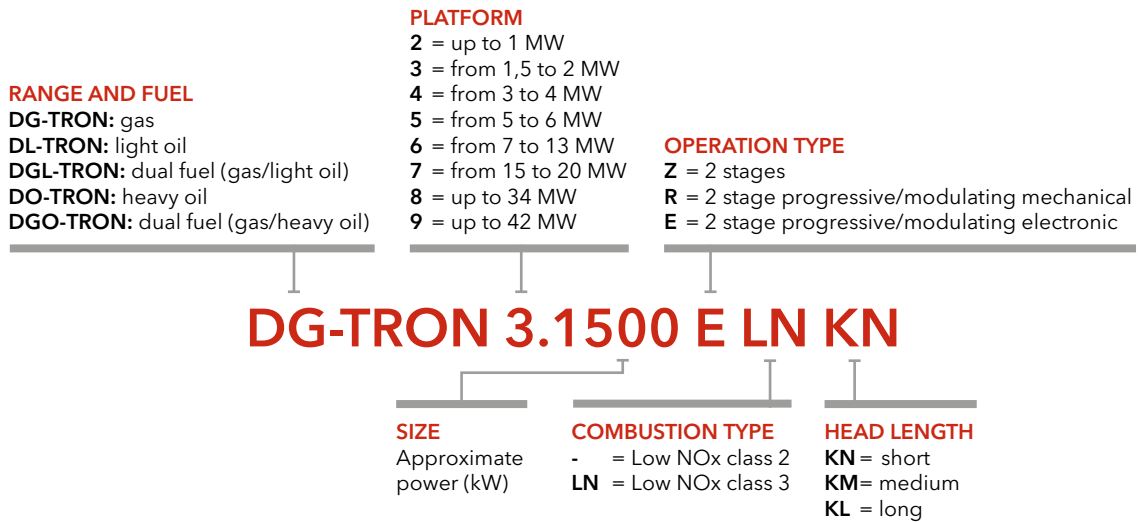 PLATFORM
2 = up to 1 MW
3 = from 1,5 to 2 MW
4 = from 3 to 4 MW
5 = from 5 to 6 MW
6 = from 7 to 13 MW
7 = from 15 to 20 MW
8 = up to 34 MW
9 = up to 42 MW
RANGE AND FUEL
DG-TRON: gas
DL-TRON: light oil
DGL-TRON: dual fuel (gas/light oil)
DO-TRON: heavy oil
DGO-TRON: dual fuel (gas/heavy oil)
OPERATION TYPE
Z = 2 stages
R = 2 stage progressive/modulating mechanical
E = 2 stage progressive/modulating electronic
DG-TRON 3.1500 E LN KN
SIZE
Approximate
power (kW)
COMBUSTION TYPE
- = Low NOx class 2
LN = Low NOx class 3
HEAD LENGTH
KN = short
KM= medium
KL = long